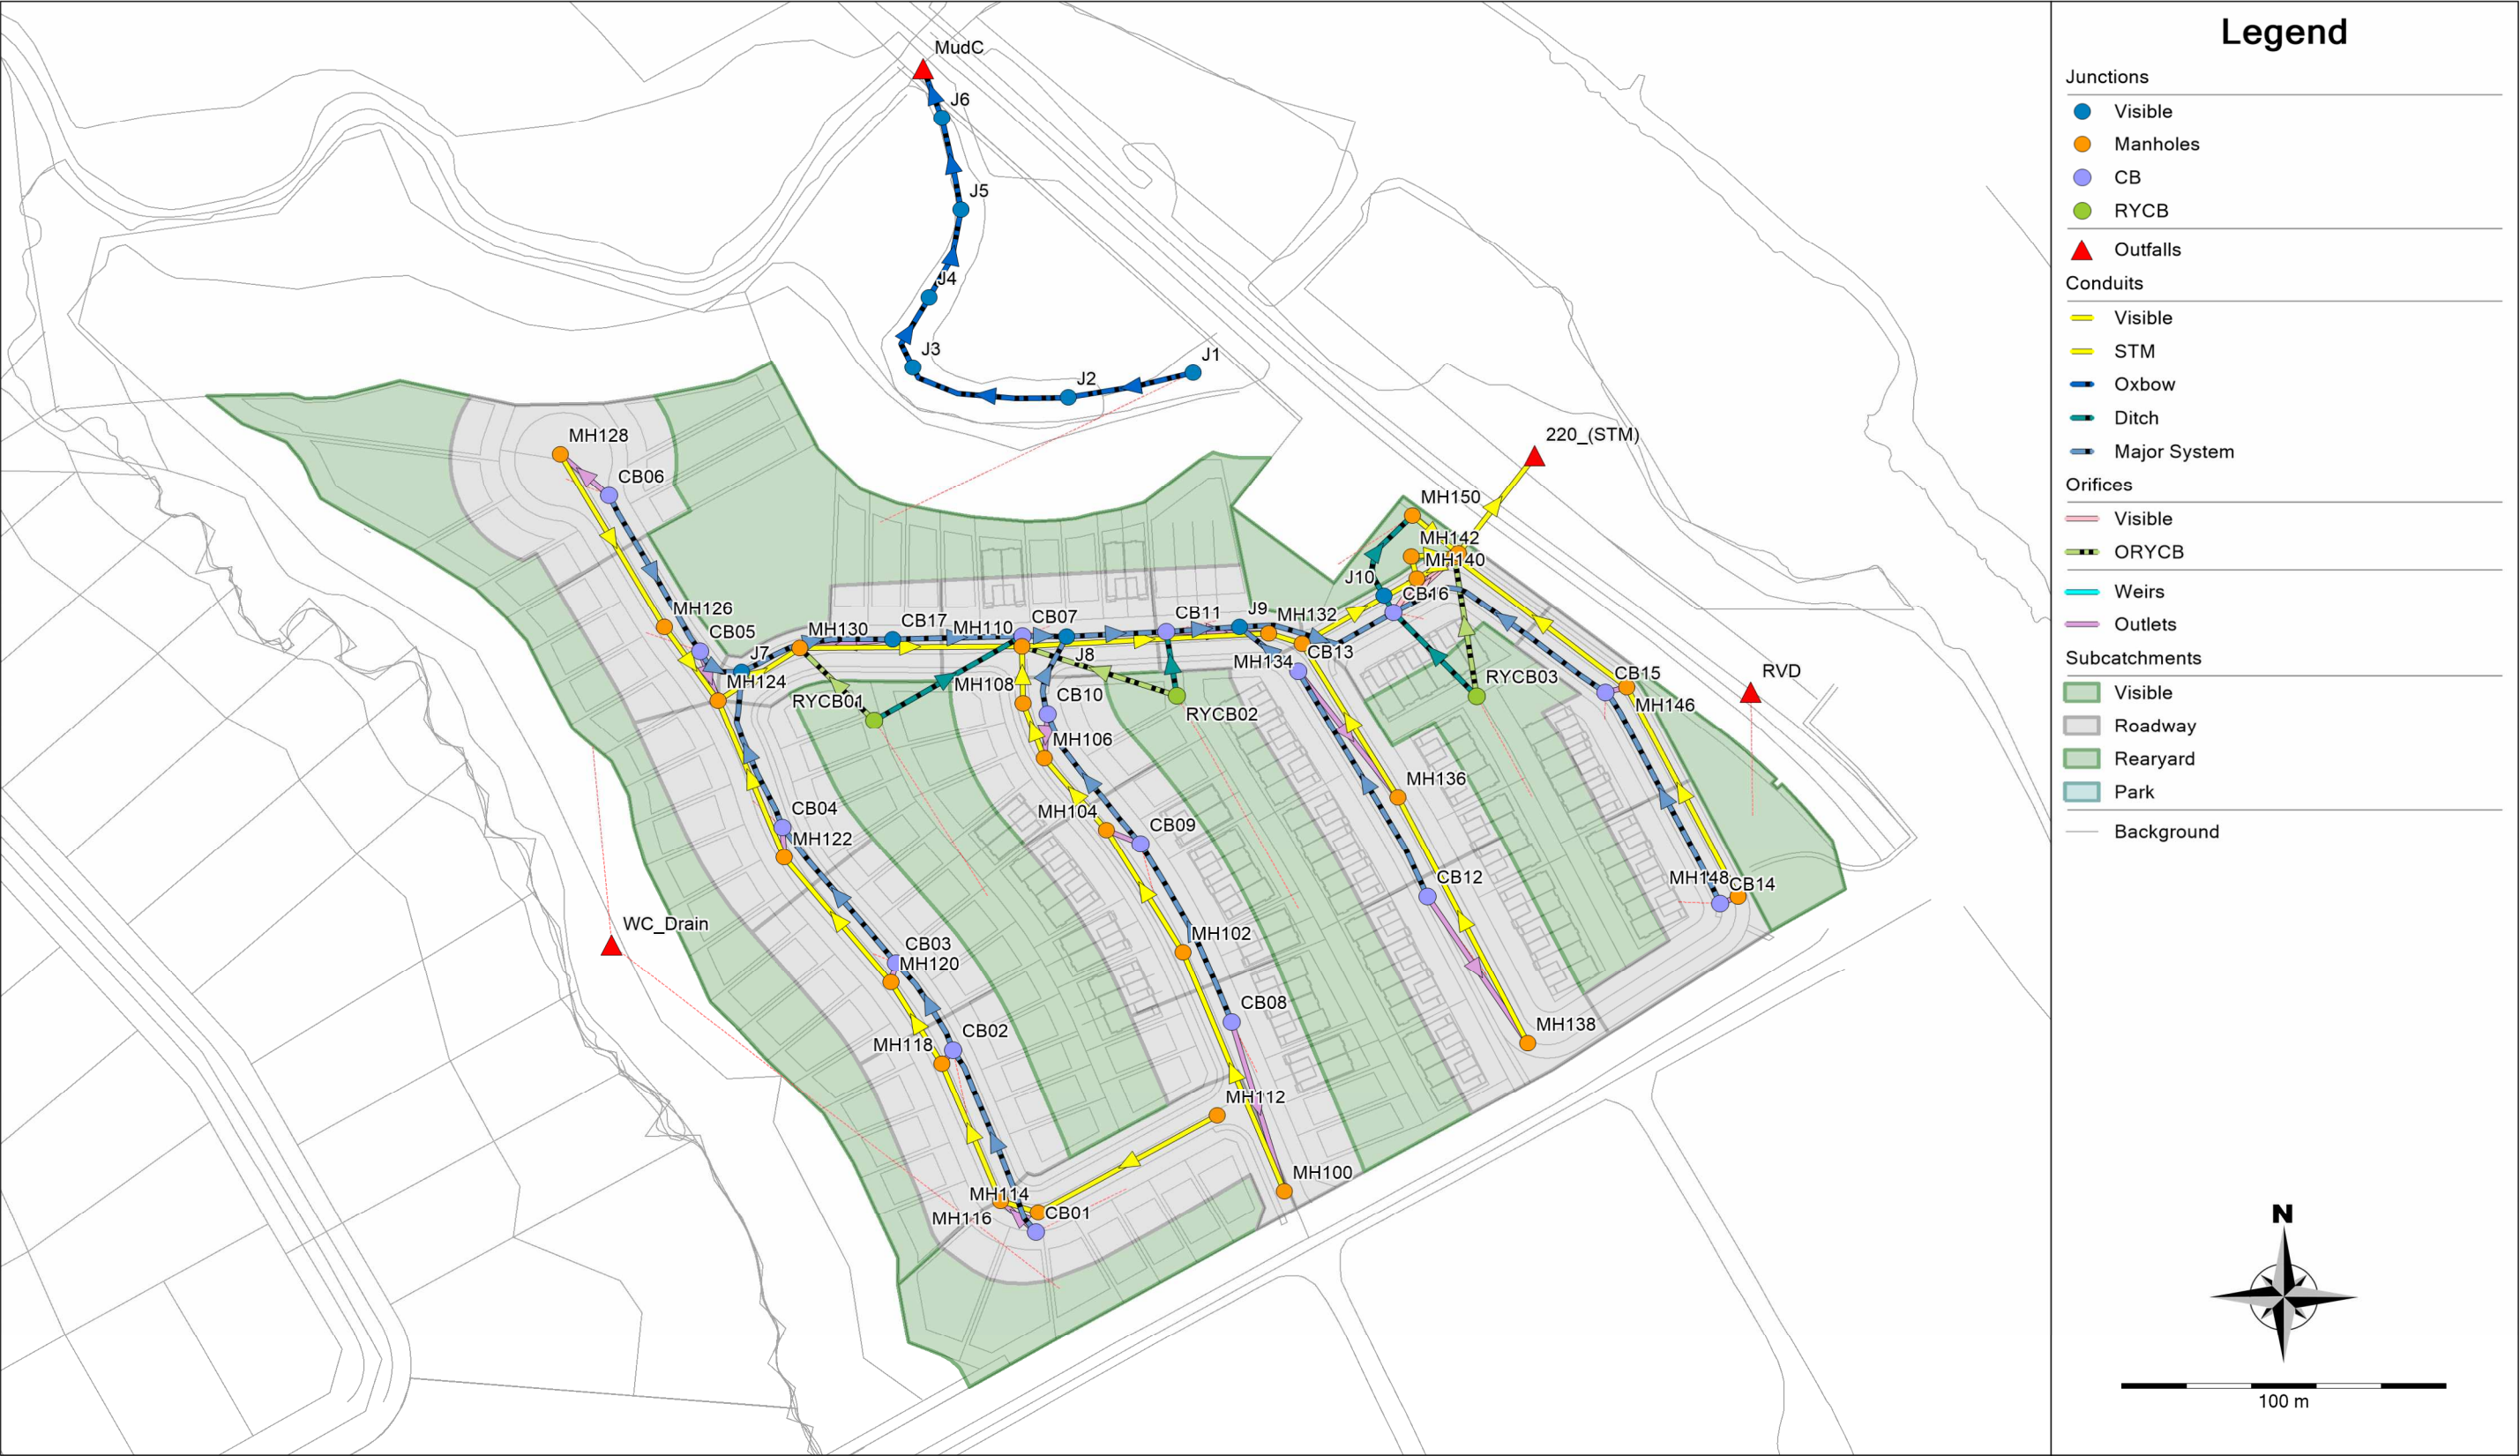 MudC
J6
J5
J4
J3
J2
J1
MH128
CB06
220_(STM)
MH150
MH142
MH140
J10
CB16
MH126
CB05
J7
MH124
MH130
CB17
MH110
CB07
CB11
J9
MH132
MH134
CB13
J8
MH108
CB10
RYCB01
RYCB02
RYCB03
CB15
MH146
RVD
MH106
MH136
CB04
MH122
MH104
CB09
CB12
MH148
CB14
WC_Drain
CB03
MH120
MH102
CB08
MH138
CB02
MH118
MH112
MH100
MH114
MH116
CB01
Legend
Junctions
Visible
Manholes
CB
RYCB
Outfalls
Conduits
Visible
STM
Oxbow
Ditch
Major System
Orifices
Visible
ORYCB
Weirs
Outlets
Subcatchments
Visible
Roadway
Rearyard
Park
Background
N
100 m